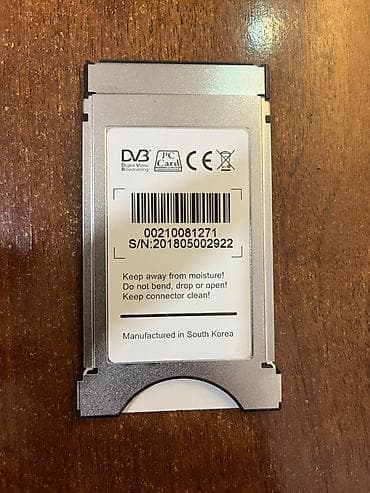 DVB PC Card CE
Digital Video
Broadcasting
00210081271
S/N:201805002922
Keep away from moisture!
Do not bend, drop or open!
Keep connector clean!
Manufactured in South Korea